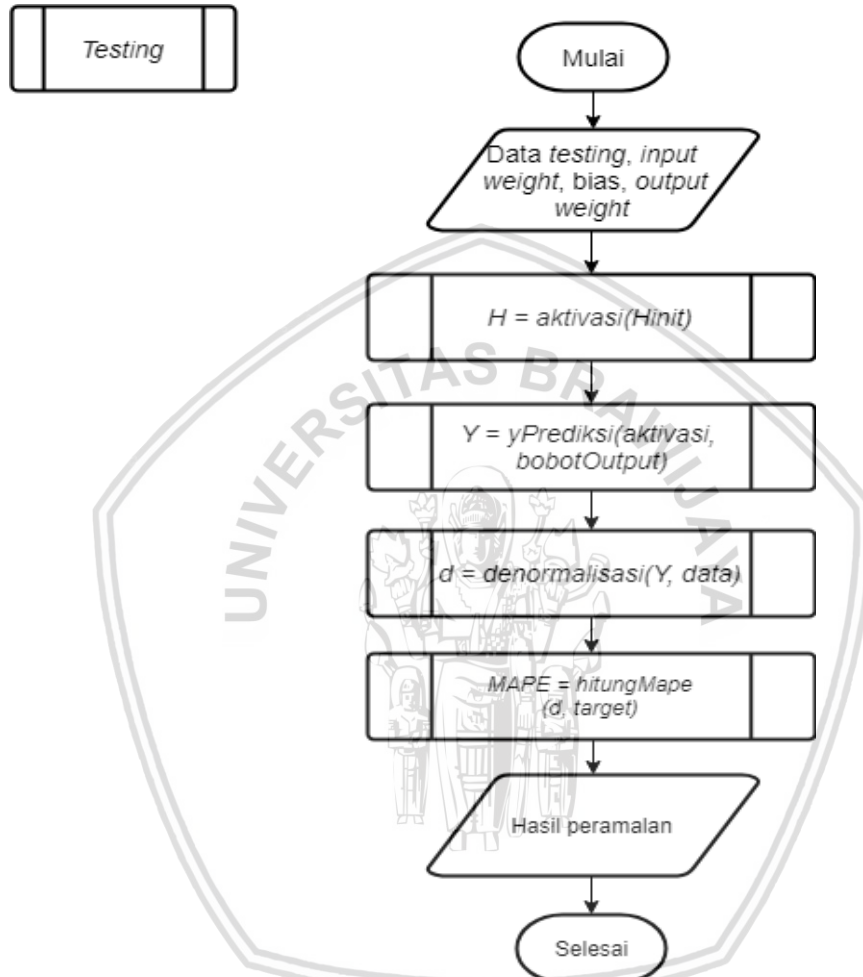 Testing
Mulai
Data testing, input
weight, bias, output
weight
H = aktivasi(Hinit)
Y = yPrediksi(aktivasi,
bobotOutput)
d = denormalisasi(Y, data)
MAPE = hitungMape
(d, target)
Hasil peramalan
Selesai
UNIVERSITAS BRAWIJAYA